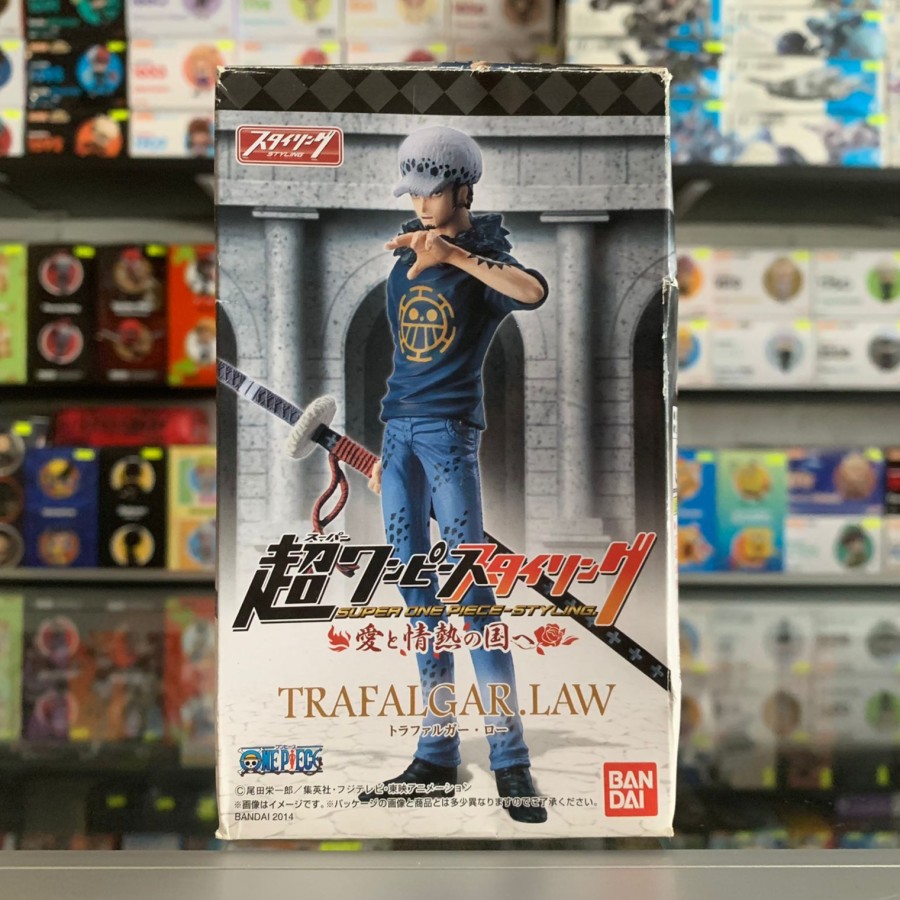 スタイリング
STYLING
スーパー
超ワンピーススタイリング
SUPER ONE PIECE-STYLING
愛と情熱の国へ
TRAFALGAR.LAW
トラファルガー・ロー
ONE PIECE
BAN
DAI
©尾田栄一郎／集英社・フジテレビ・東映アニメーション
※画像はイメージです。※パッケージの画像と商品とは多少異なりますのでご了承ください。
BANDAI 2014